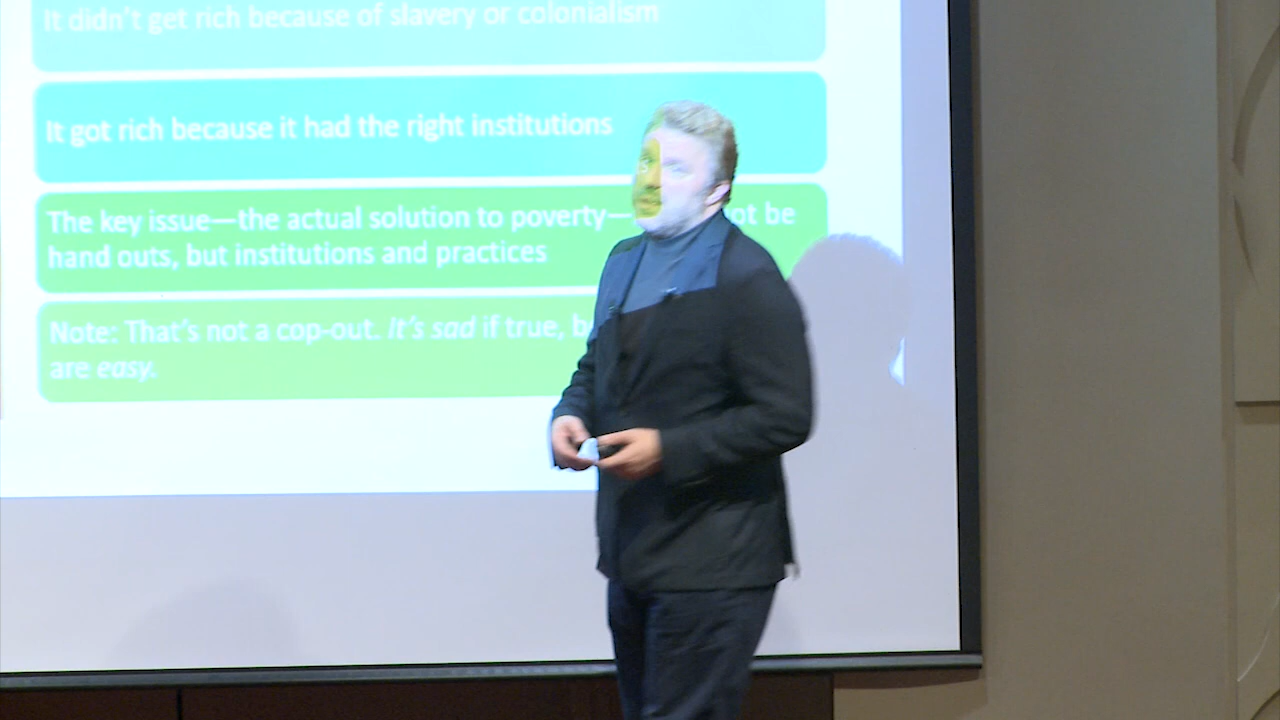 It didn't get rich because of slavery or colonialism
It got rich because it had the right institutions
The key issue—the actual solution to poverty— not be
hand outs, but institutions and practices
Note: That's not a cop-out. It's sad if true,
are easy.